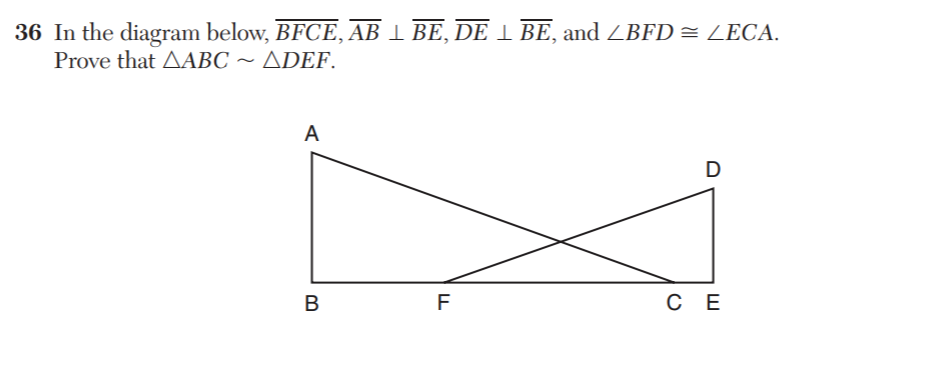 36 In the diagram below, BFCE, AB ⊥ BE, DE ⊥ BE, and ∠BFD ≅ ∠ECA.
Prove that △ABC ~ △DEF.
A
D
B F C E